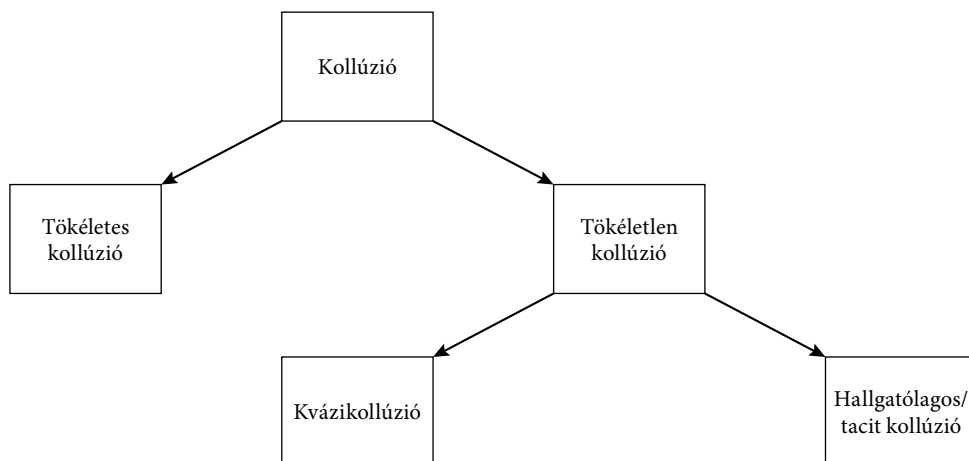 Kollúzió
Tökéletes
kollúzió
Tökéletlen
kollúzió
Kvázikollúzió
Hallgatólagos/
tacit kollúzió